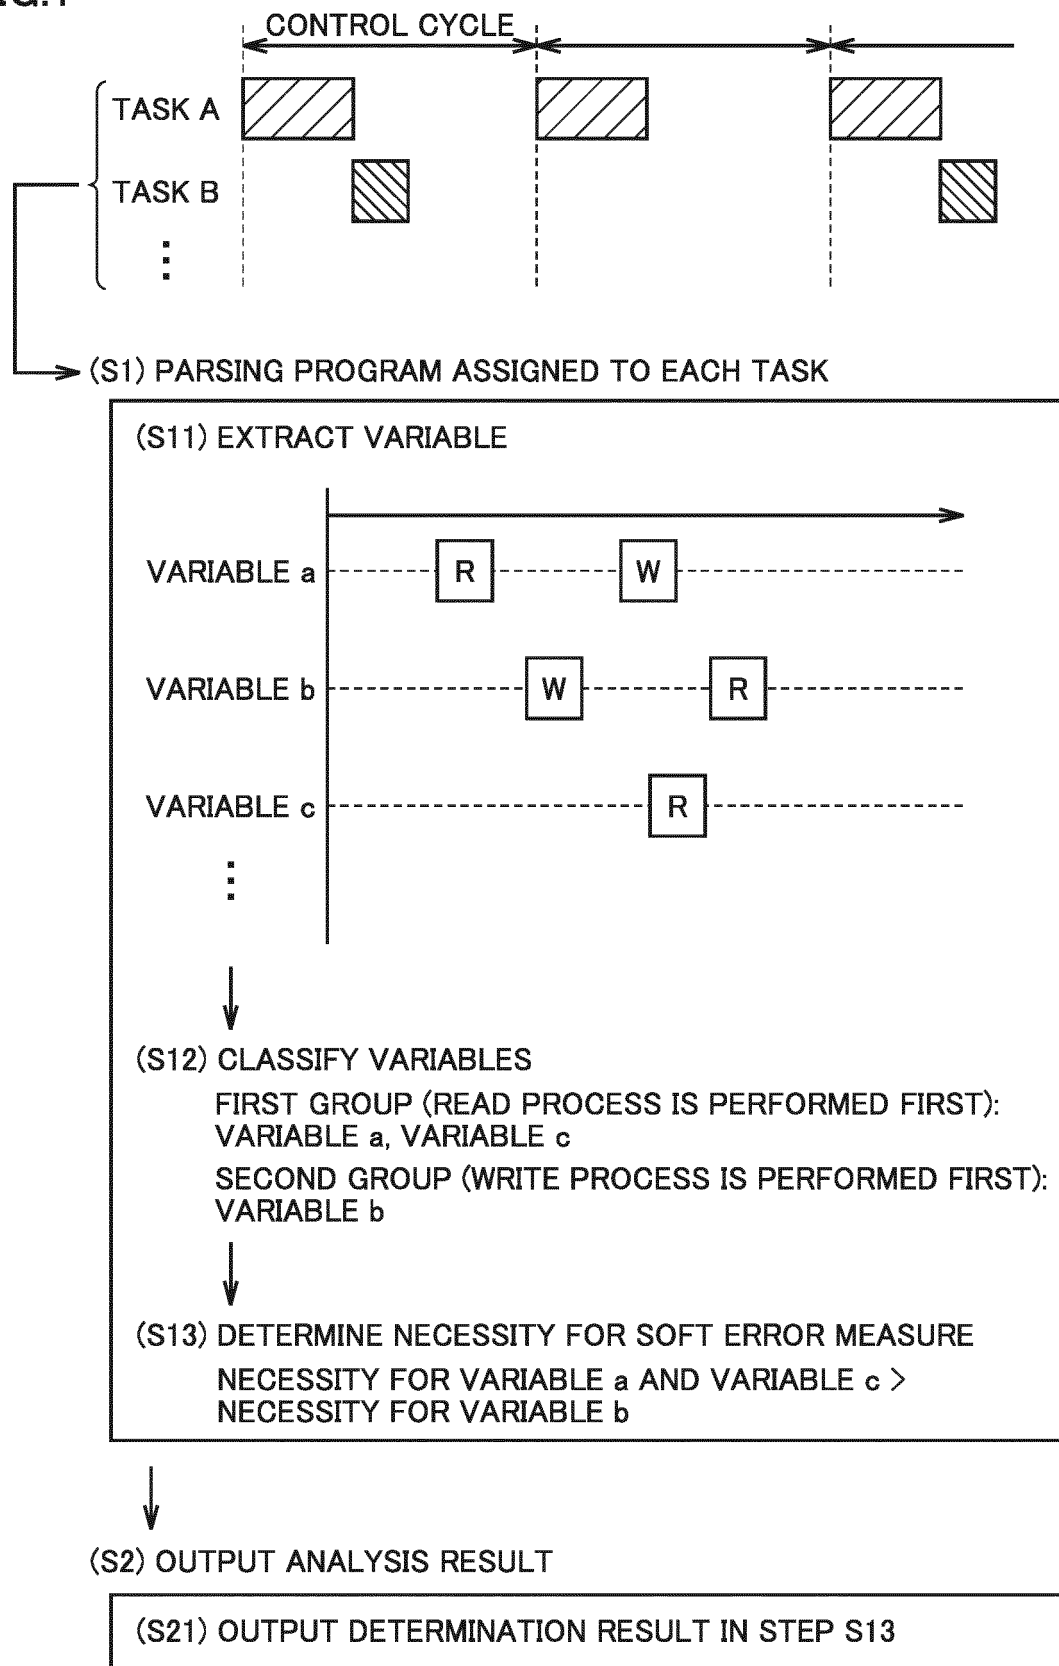 CONTROL CYCLE
TASK A
TASK B
(S1) PARSING PROGRAM ASSIGNED TO EACH TASK
(S11) EXTRACT VARIABLE
VARIABLE a R W
VARIABLE b W R
VARIABLE c R
(S12) CLASSIFY VARIABLES
FIRST GROUP (READ PROCESS IS PERFORMED FIRST):
VARIABLE a, VARIABLE c
SECOND GROUP (WRITE PROCESS IS PERFORMED FIRST):
VARIABLE b
(S13) DETERMINE NECESSITY FOR SOFT ERROR MEASURE
NECESSITY FOR VARIABLE a AND VARIABLE c >
NECESSITY FOR VARIABLE b
(S2) OUTPUT ANALYSIS RESULT
(S21) OUTPUT DETERMINATION RESULT IN STEP S13